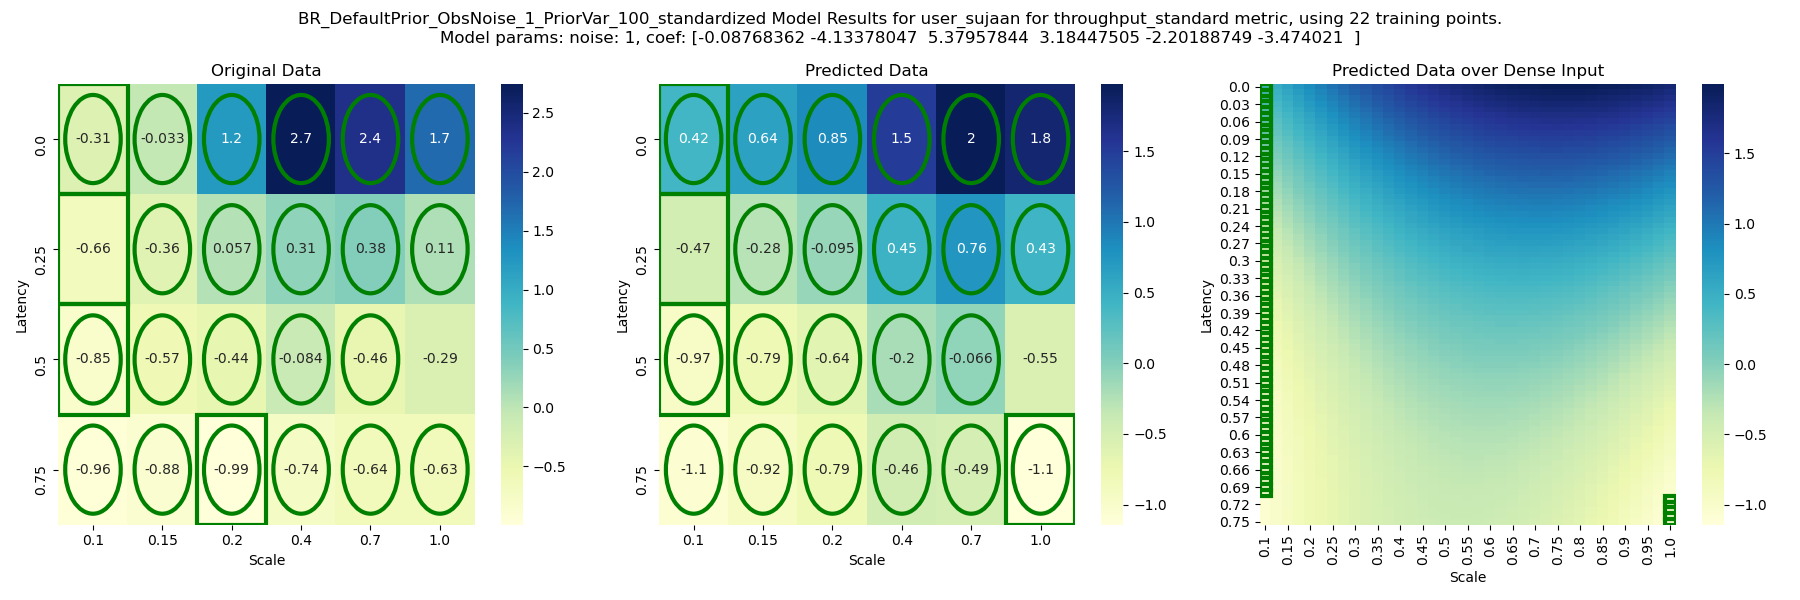 BR_DefaultPrior_ObsNoise_1_PriorVar_100_standardized Model Results for user_sujaan for throughput_standard metric, using 22 training points.
Model params: noise: 1, coef: [-0.08768362 -4.13378047  5.37957844  3.18447505 -2.20188749 -3.474021  ]
Original Data
Latency
0.0 -0.31 -0.033 1.2 2.7 2.4 1.7
0.25 -0.66 -0.36 0.057 0.31 0.38 0.11
0.5 -0.85 -0.57 -0.44 -0.084 -0.46 -0.29
0.75 -0.96 -0.88 -0.99 -0.74 -0.64 -0.63
0.1 0.15 0.2 0.4 0.7 1.0
Scale
2.5
2.0
1.5
1.0
0.5
0.0
−0.5
Predicted Data
Latency
0.0 0.42 0.64 0.85 1.5 2 1.8
0.25 -0.47 -0.28 -0.095 0.45 0.76 0.43
0.5 -0.97 -0.79 -0.64 -0.2 -0.066 -0.55
0.75 -1.1 -0.92 -0.79 -0.46 -0.49 -1.1
0.1 0.15 0.2 0.4 0.7 1.0
Scale
1.5
1.0
0.5
0.0
−0.5
−1.0
Predicted Data over Dense Input
Latency
0.0
0.03
0.06
0.09
0.12
0.15
0.18
0.21
0.24
0.27
0.3
0.33
0.36
0.39
0.42
0.45
0.48
0.51
0.54
0.57
0.6
0.63
0.66
0.69
0.72
0.75
0.1 0.15 0.2 0.25 0.3 0.35 0.4 0.45 0.5 0.55 0.6 0.65 0.7 0.75 0.8 0.85 0.9 0.95 1.0
Scale
1.5
1.0
0.5
0.0
−0.5
−1.0